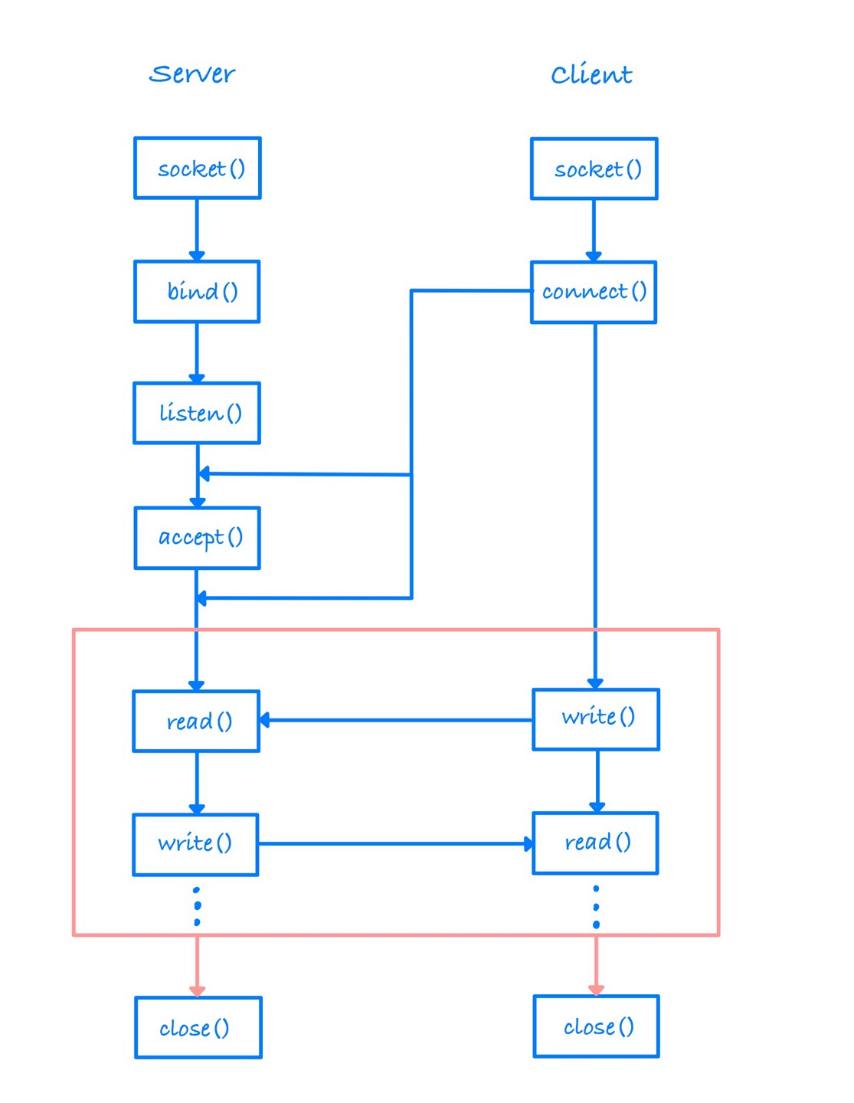 Server
Client
socket()
socket()
bind()
connect()
listen()
accept()
read()
write()
write()
read()
close()
close()